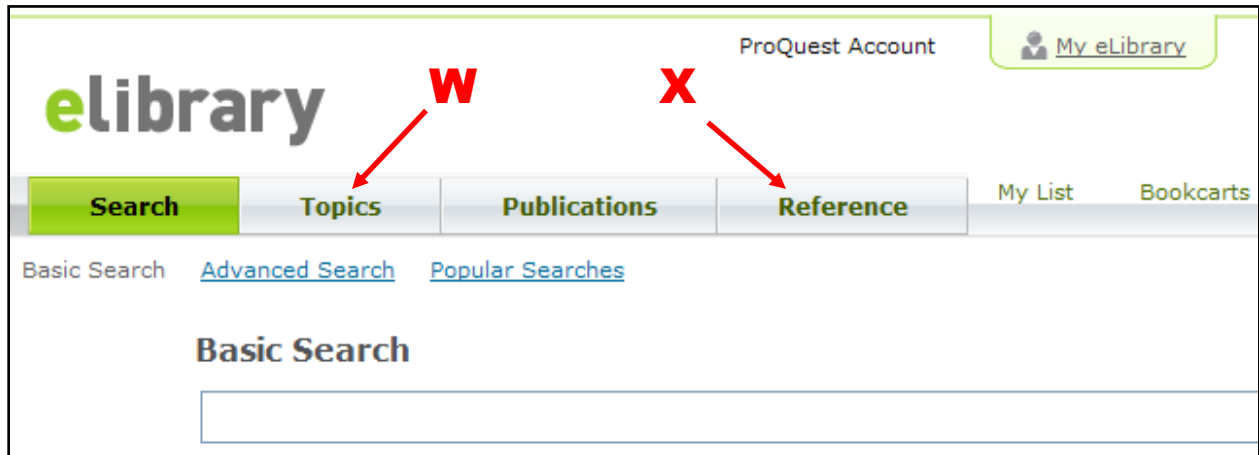 ProQuest Account My eLibrary
elibrary
W X
Search Topics Publications Reference My List Bookcarts
Basic Search Advanced Search Popular Searches
Basic Search